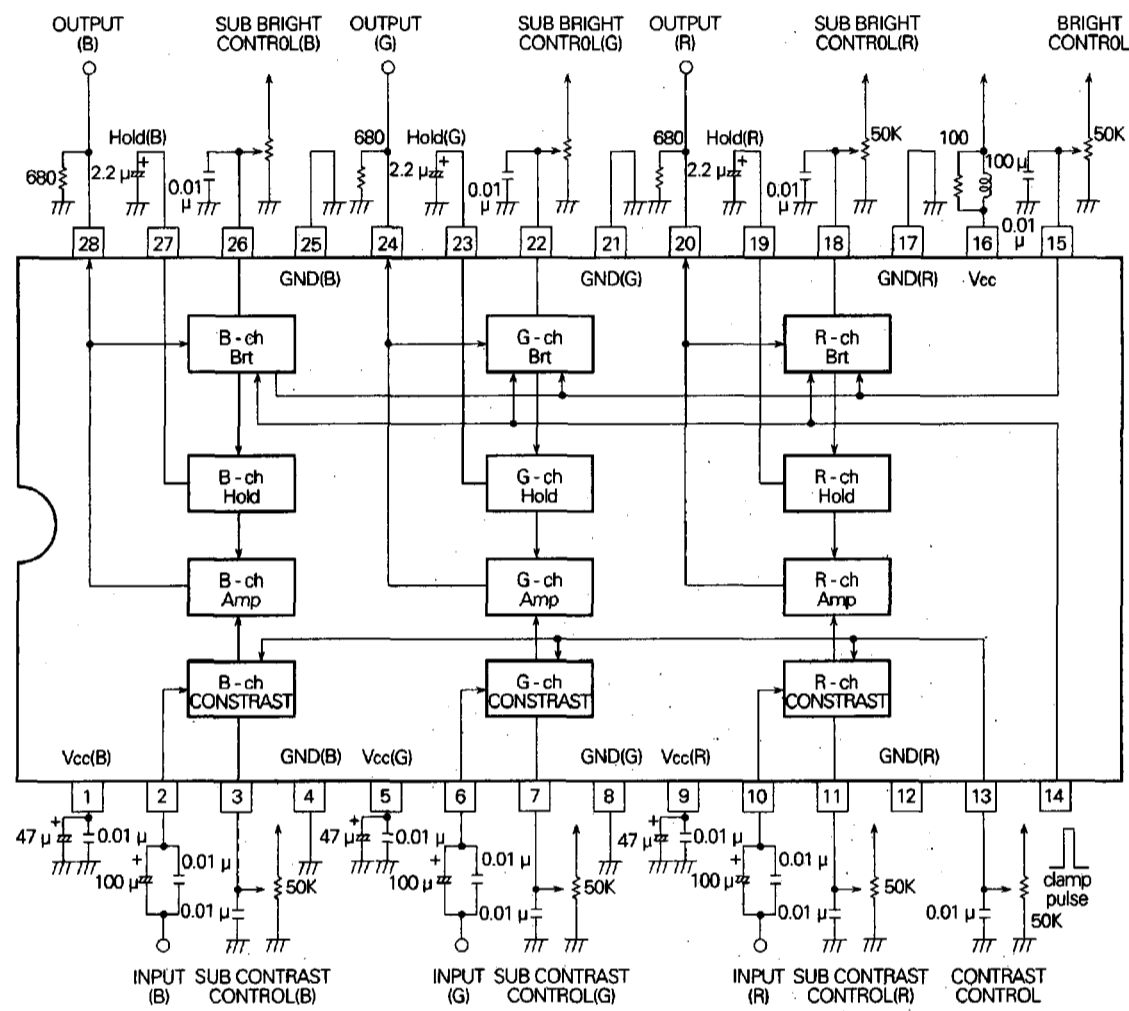 OUTPUT
(B)
SUB BRIGHT
CONTROL(B)
OUTPUT
(G)
SUB BRIGHT
CONTROL(G)
OUTPUT
(R)
SUB BRIGHT
CONTROL(R)
BRIGHT
CONTROL
680
Hold(B)
2.2 μ
+
0.01
μ
680
Hold(G)
2.2 μ
+
0.01
μ
680
Hold(R)
2.2 μ
+
0.01
μ
50K
100
100 μ
0.01
μ
50K
28
27
26
25
24
23
22
21
20
19
18
17
16
15
GND(B)
GND(G)
GND(R)
Vcc
B - ch
Brt
G - ch
Brt
R - ch
Brt
B - ch
Hold
G - ch
Hold
R - ch
Hold
B - ch
Amp
G - ch
Amp
R - ch
Amp
B - ch
CONSTRAST
G - ch
CONSTRAST
R - ch
CONSTRAST
Vcc(B)
GND(B)
Vcc(G)
GND(G)
Vcc(R)
GND(R)
1
2
3
4
5
6
7
8
9
10
11
12
13
14
+
47 μ
0.01 μ
+
100 μ
0.01 μ
0.01 μ
50K
+
47 μ
0.01 μ
+
100 μ
0.01 μ
0.01 μ
50K
+
47 μ
0.01 μ
+
100 μ
0.01 μ
0.01 μ
50K
0.01 μ
50K
clamp
pulse
INPUT
(B)
SUB CONTRAST
CONTROL(B)
INPUT
(G)
SUB CONTRAST
CONTROL(G)
INPUT
(R)
SUB CONTRAST
CONTROL(R)
CONTRAST
CONTROL